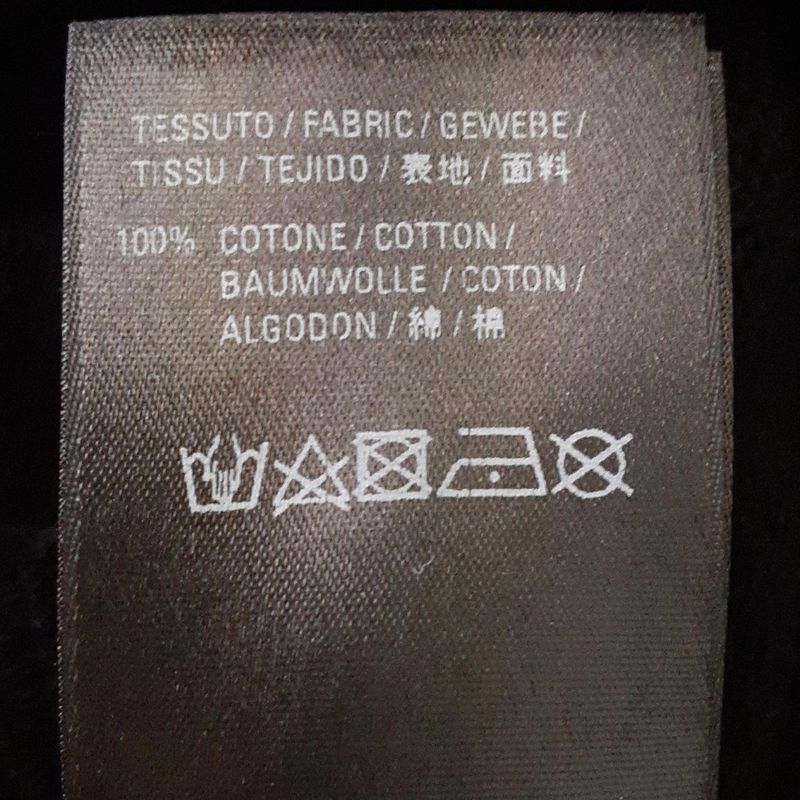 TESSUTO / FABRIC / GEWEBE /
TISSU / TEJIDO / 表地 / 面料
100% COTONE / COTTON /
BAUMWOLLE / COTON /
ALGODON / 綿 / 棉